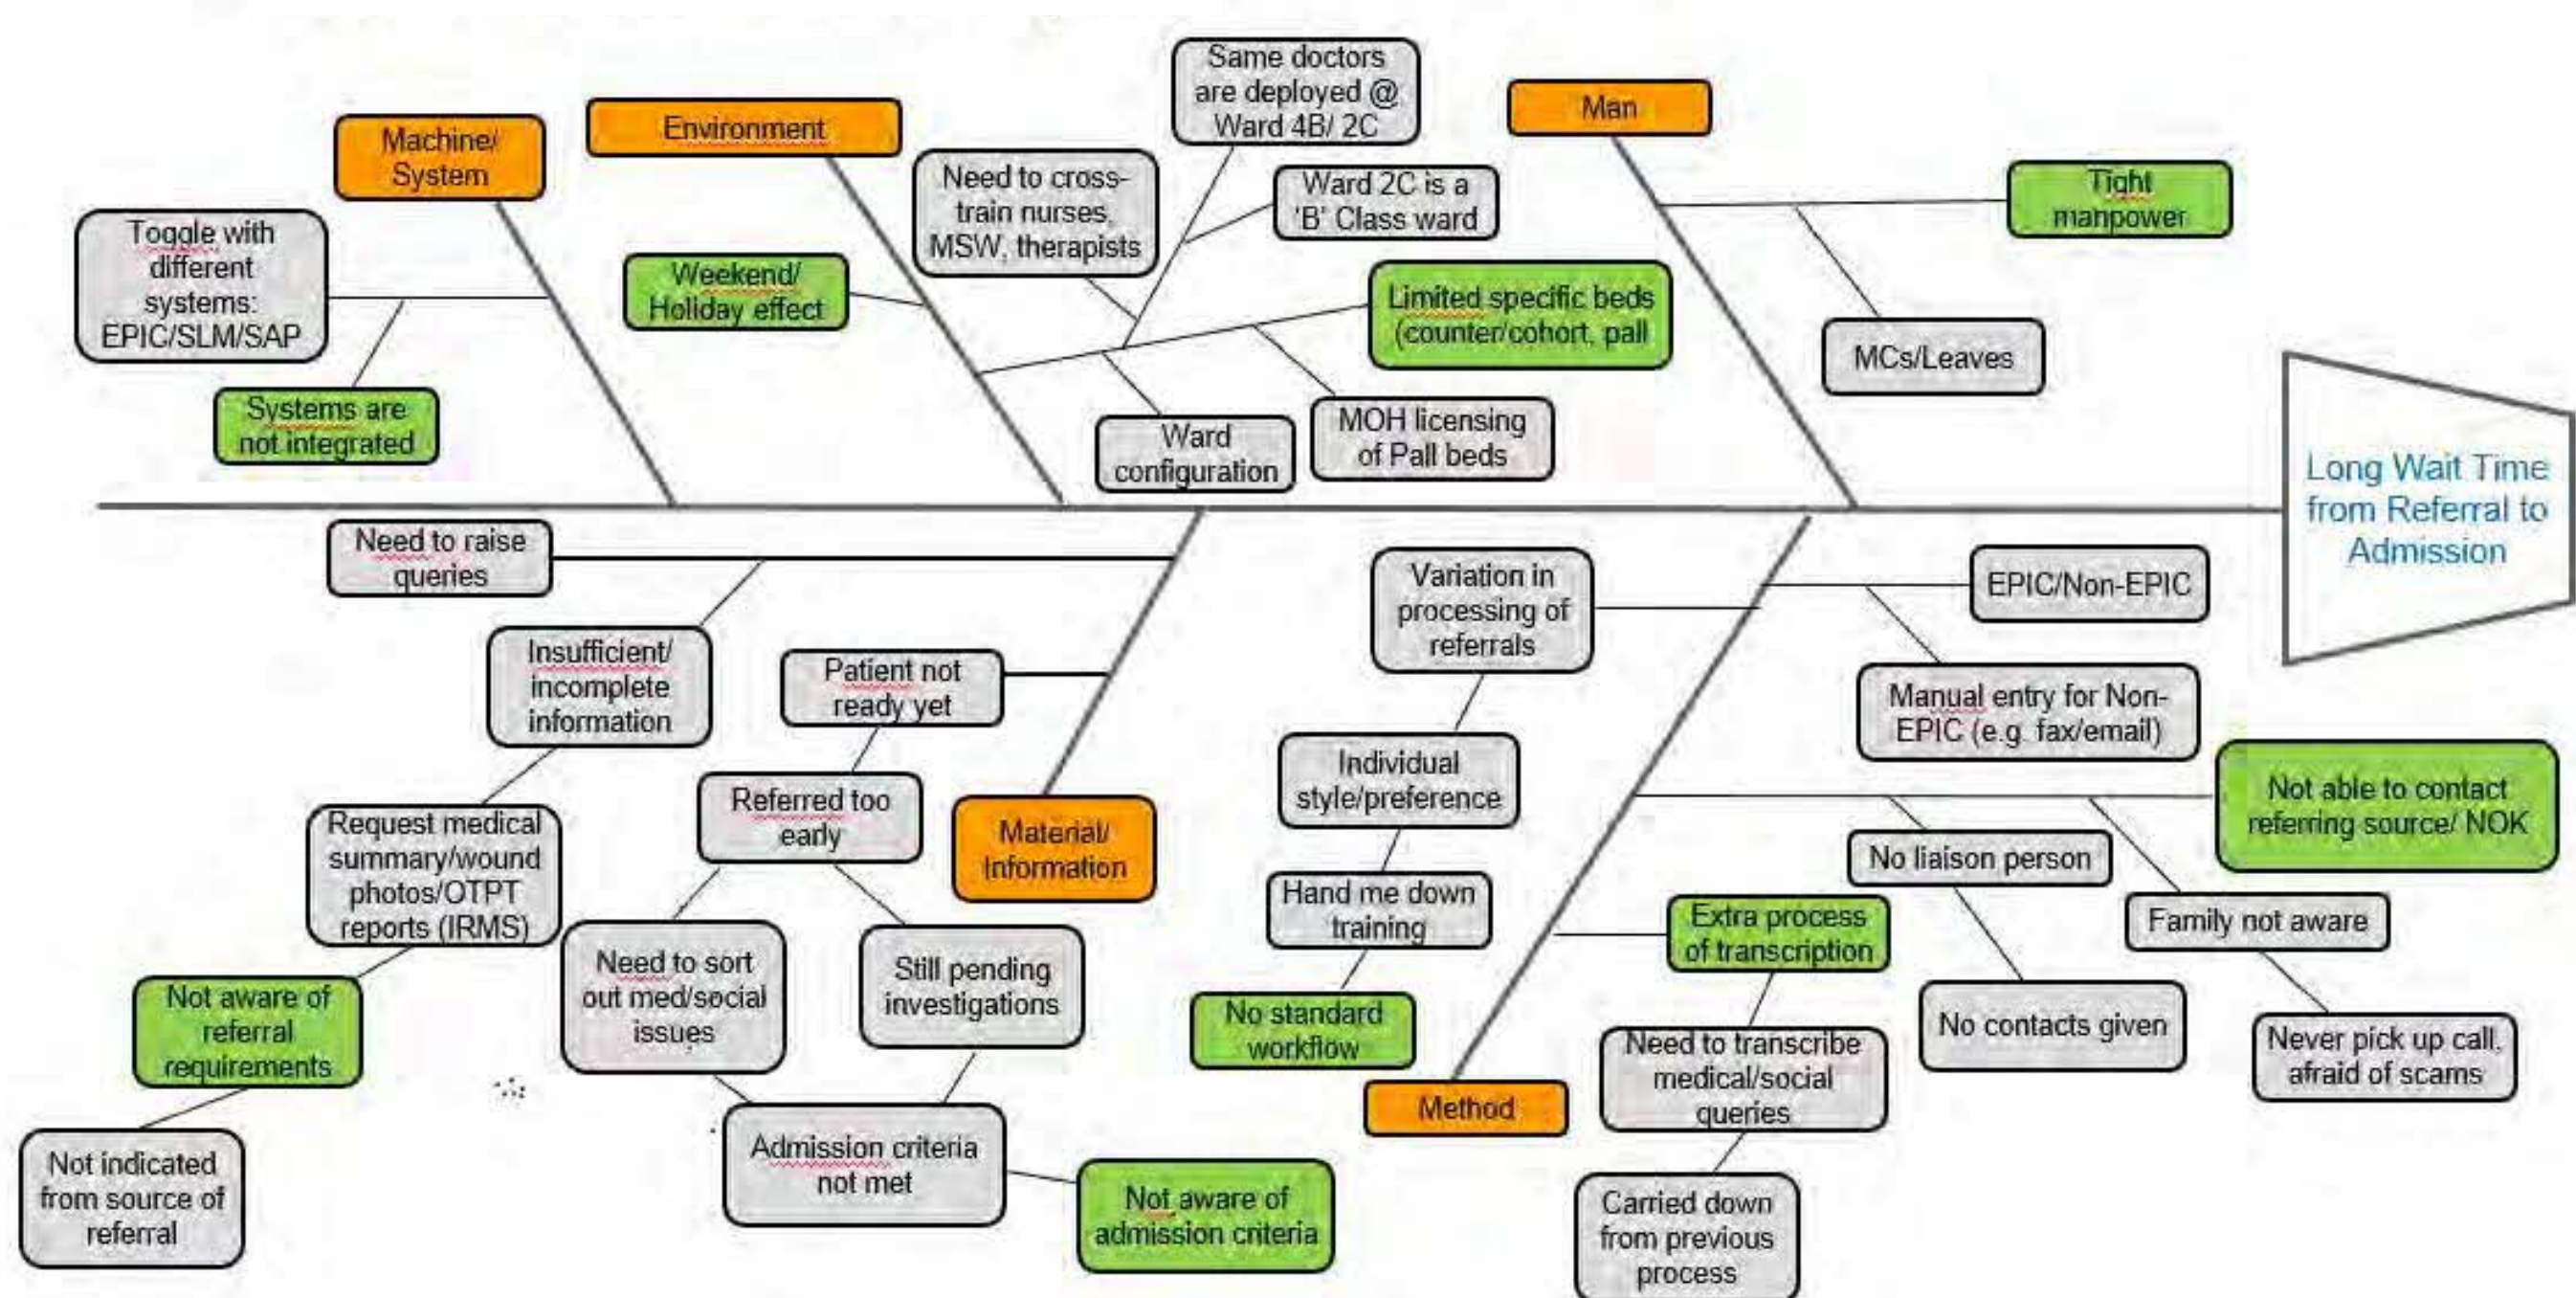 Same doctors
are deployed @
Ward 4B/ 2C
Man
Environment
Machine/
System
Need to cross-
train nurses,
MSW, therapists
Ward 2C is a
'B' Class ward
Tight
manpower
Toggle with
different
systems:
EPIC/SLM/SAP
Weekend/
Holiday effect
Limited specific beds
(counter/cohort, pall
MCs/Leaves
Systems are
not integrated
Ward
configuration
MOH licensing
of Pall beds
Long Wait Time
from Referral to
Admission
Need to raise
queries
Variation in
processing of
referrals
EPIC/Non-EPIC
Insufficient/
incomplete
information
Patient not
ready yet
Manual entry for Non-
EPIC (e.g. fax/email)
Individual
style/preference
Not able to contact
referring source/ NOK
Referred too
early
Material/
Information
Request medical
summary/wound
photos/OTPT
reports (IRMS)
No liaison person
Hand me down
training
Extra process
of transcription
Family not aware
Need to sort
out med/social
issues
Still pending
investigations
Not aware of
referral
requirements
No standard
workflow
No contacts given
Never pick up call,
afraid of scams
Need to transcribe
medical/social
queries
Method
Admission criteria
not met
Not indicated
from source of
referral
Not aware of
admission criteria
Carried down
from previous
process